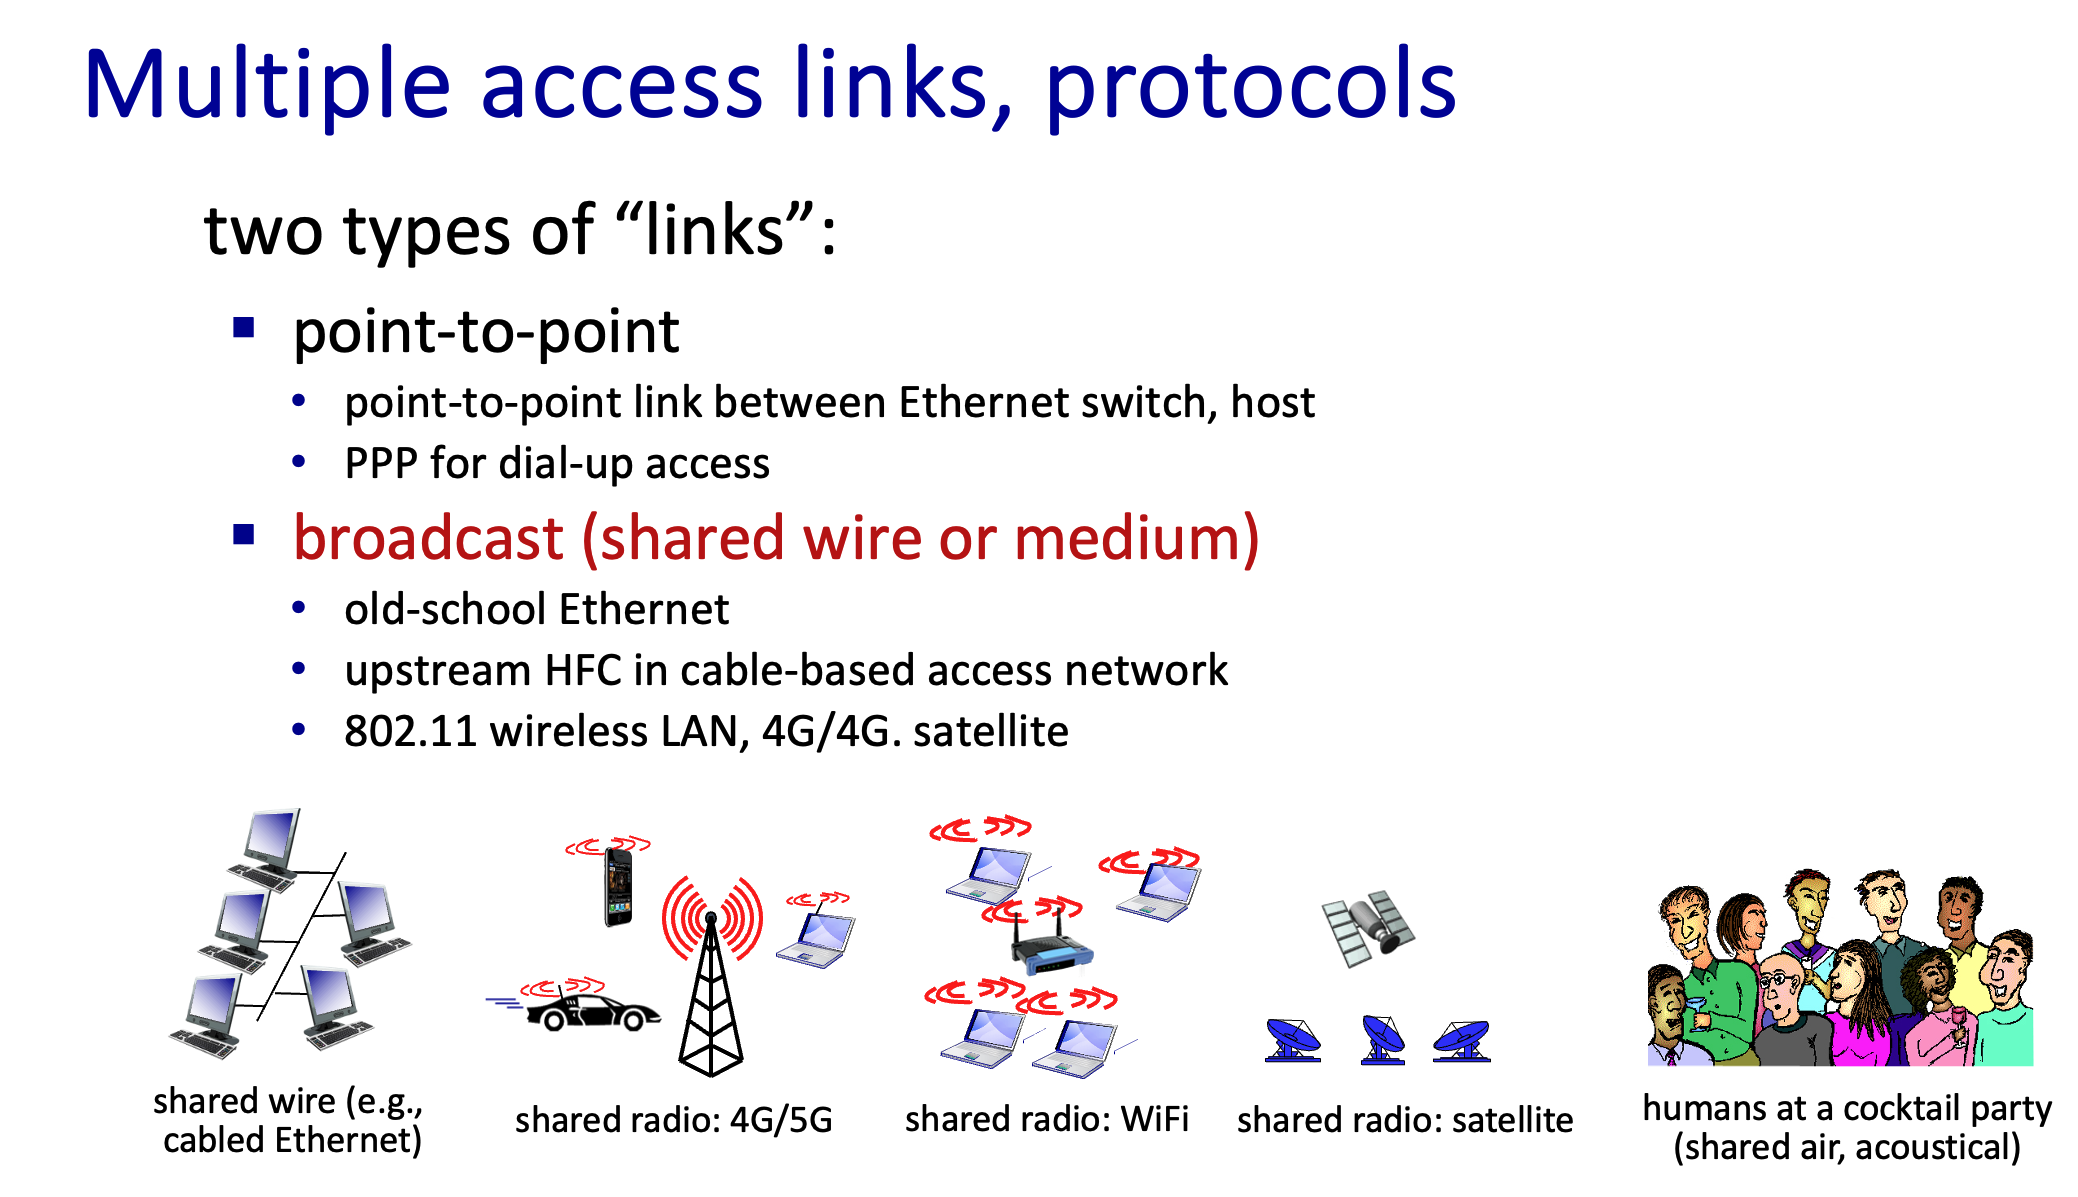 Multiple access links, protocols
two types of “links”:
point-to-point
point-to-point link between Ethernet switch, host
PPP for dial-up access
broadcast (shared wire or medium)
old-school Ethernet
upstream HFC in cable-based access network
802.11 wireless LAN, 4G/4G. satellite
shared wire (e.g.,
cabled Ethernet)
shared radio: 4G/5G
shared radio: WiFi
shared radio: satellite
humans at a cocktail party
(shared air, acoustical)